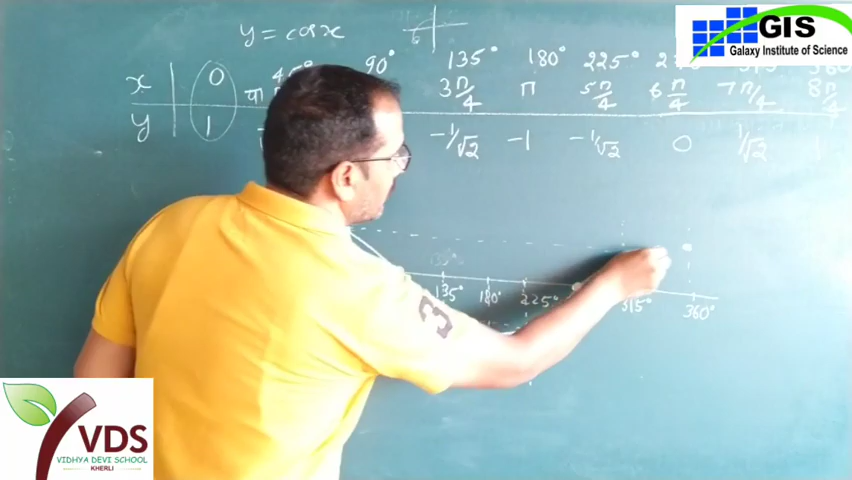 y = cos x
x 0 45° 90° 135° 180° 225°
या 3π/4 π 5π/4 6π/4 7π/4 8π/4
y 1 -1/√2 -1 -1/√2 0 1/√2 1
135° 180° 225° 315° 360°
3
GIS
Galaxy Institute of Science
VDS
VIDHYA DEVI SCHOOL
KHERLI